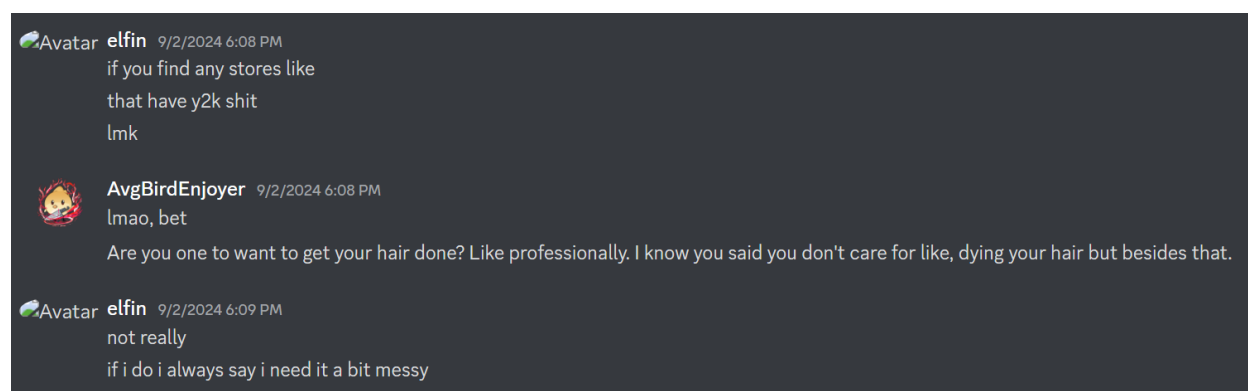 Avatar elfin 9/2/2024 6:08 PM
if you find any stores like
that have y2k shit
lmk
AvgBirdEnjoyer 9/2/2024 6:08 PM
lmao, bet
Are you one to want to get your hair done? Like professionally. I know you said you don't care for like, dying your hair but besides that.
Avatar elfin 9/2/2024 6:09 PM
not really
if i do i always say i need it a bit messy